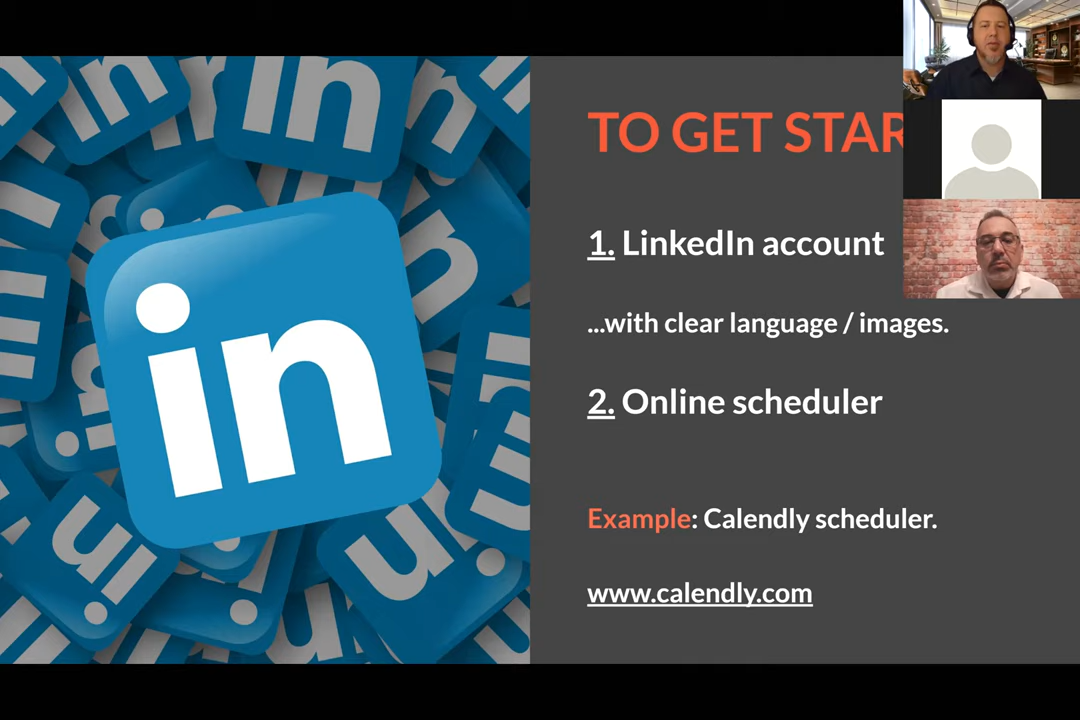 in
TO GET STAR
1. LinkedIn account
...with clear language / images.
2. Online scheduler
Example: Calendly scheduler.
www.calendly.com